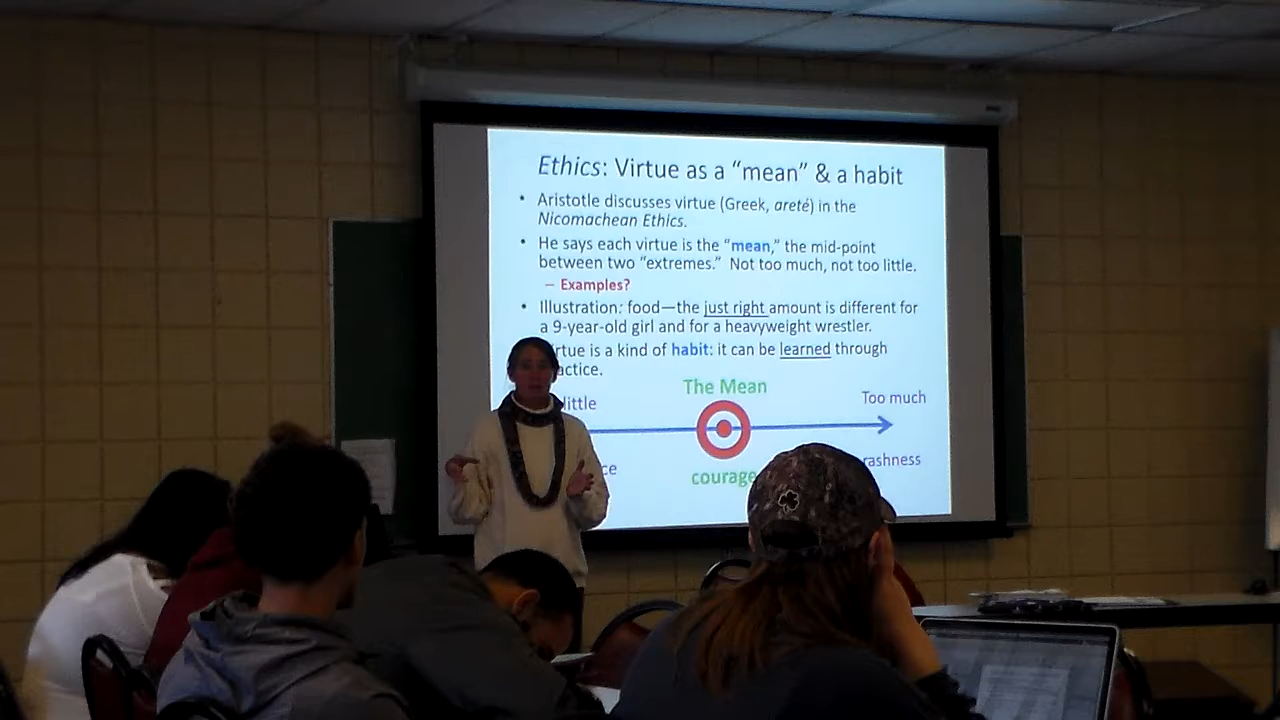 Ethics: Virtue as a “mean” & a habit
• Aristotle discusses virtue (Greek, areté) in the
Nicomachean Ethics.
• He says each virtue is the “mean,” the mid-point
between two “extremes.” Not too much, not too little.
– Examples?
• Illustration: food—the just right amount is different for
a 9-year-old girl and for a heavyweight wrestler.
rtue is a kind of habit: it can be learned through
actice.
The Mean
little
Too much
ce
courage
rashness